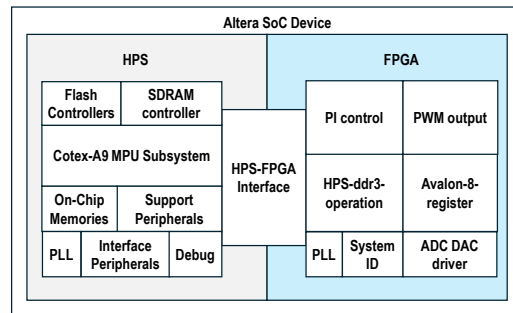 Altera SoC Device
HPS
FPGA
Flash
Controllers
SDRAM
controller
Cotex-A9 MPU Subsystem
On-Chip
Memories
Support
Peripherals
PLL
Interface
Peripherals
Debug
HPS-FPGA
Interface
PI control
PWM output
HPS-ddr3-
operation
Avalon-8-
register
PLL
System
ID
ADC DAC
driver